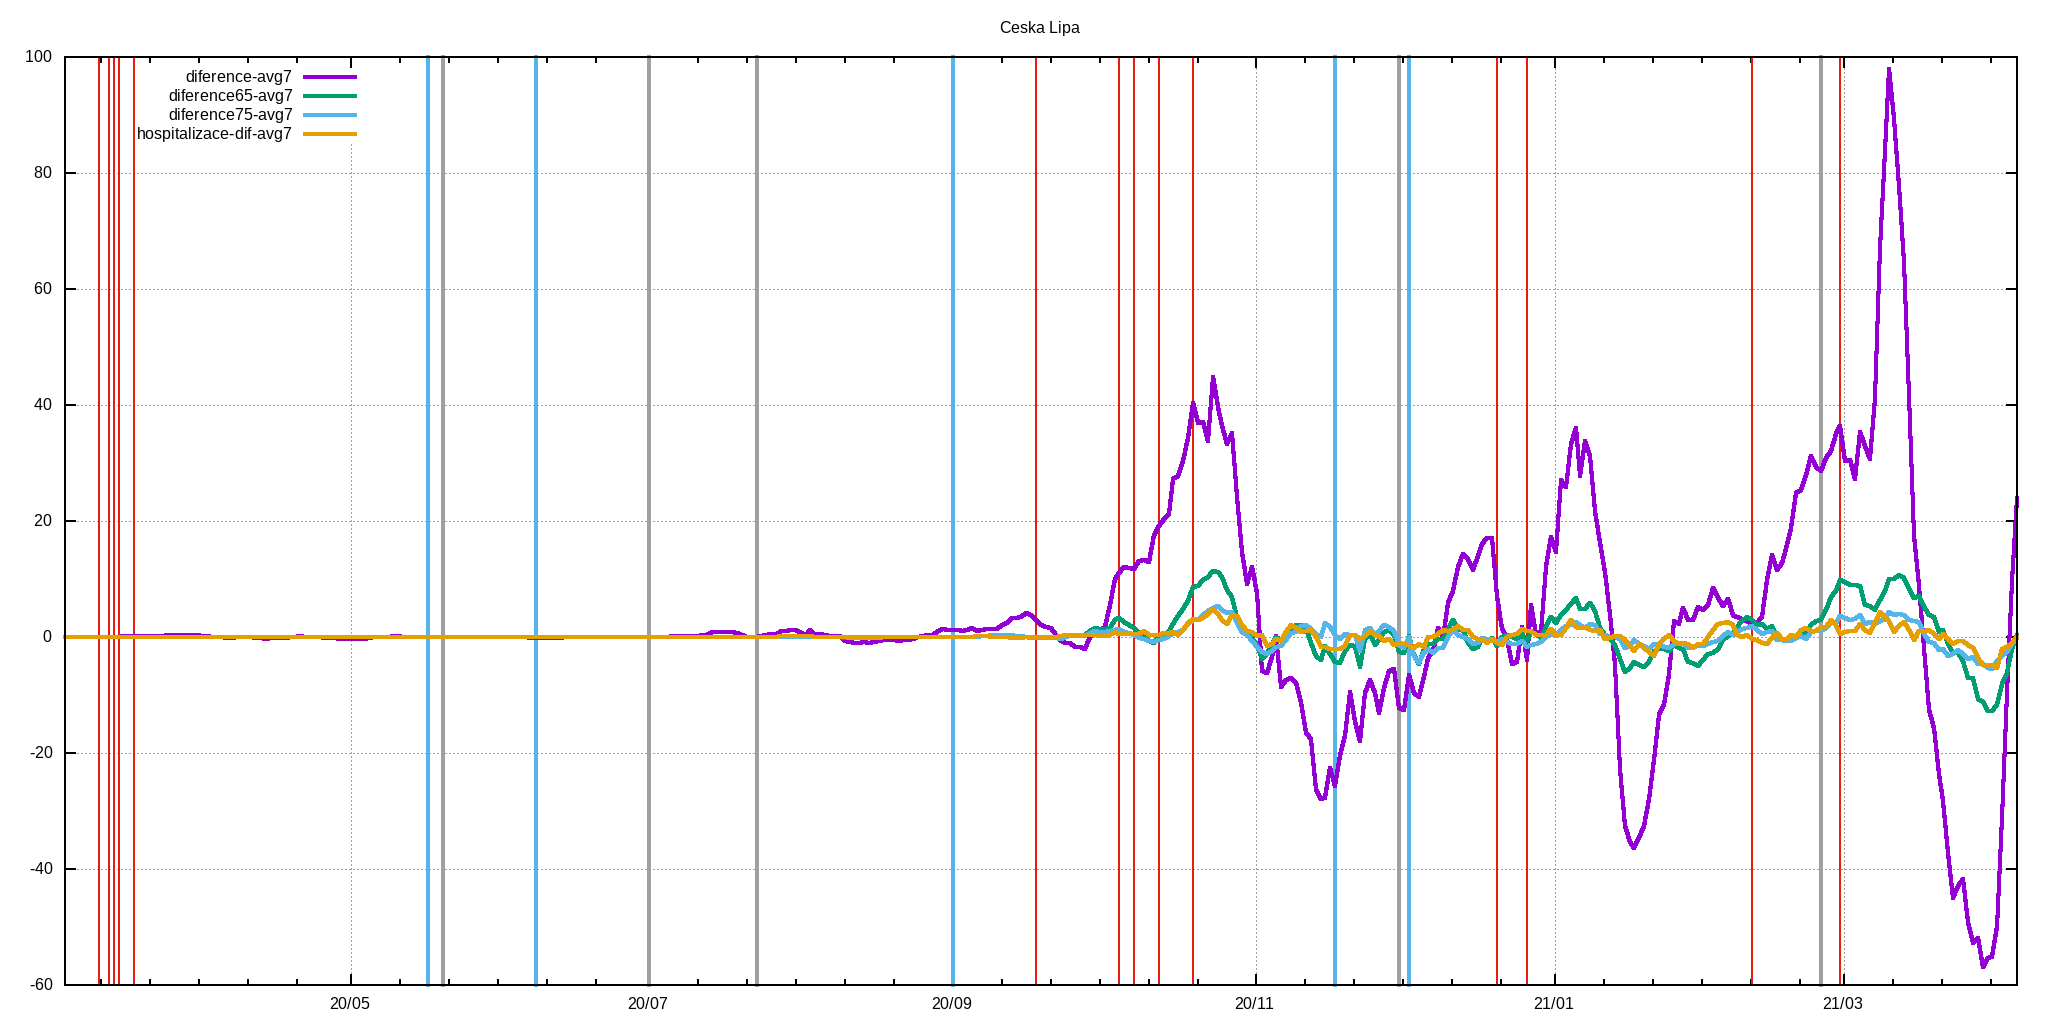 Ceska Lipa
100
80
60
40
20
0
-20
-40
-60
diference-avg7
diference65-avg7
diference75-avg7
hospitalizace-dif-avg7
20/05 20/07 20/09 20/11 21/01 21/03